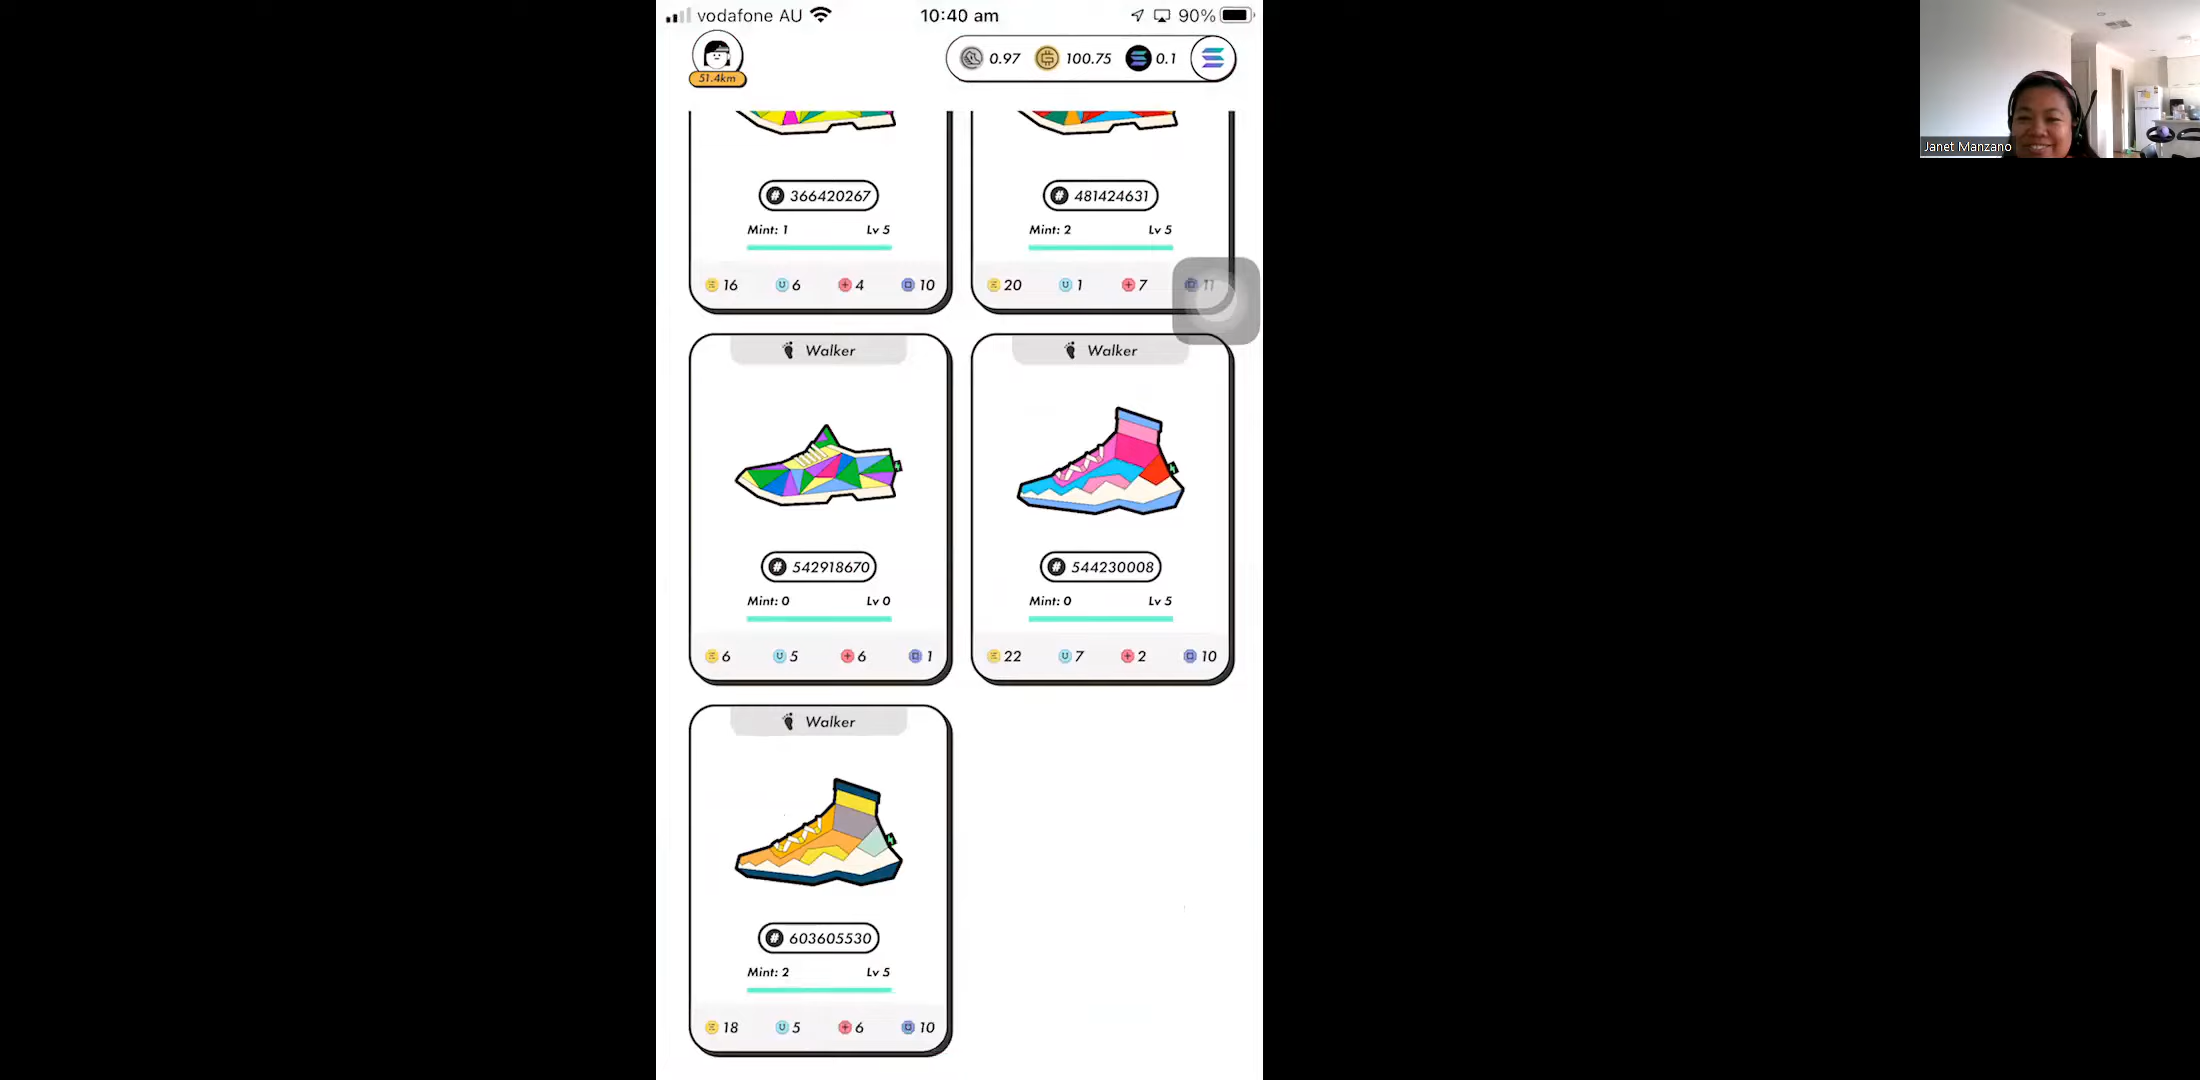 vodafone AU 10:40 am 90%
51.4km 0.97 100.75 0.1
Janet Manzano
# 366420267 # 481424631
Mint: 1 Lv 5 Mint: 2 Lv 5
16 6 4 10 20 1 7 11
Walker Walker
# 542918670 # 544230008
Mint: 0 Lv 0 Mint: 0 Lv 5
6 5 6 1 22 7 2 10
Walker
# 603605530
Mint: 2 Lv 5
18 5 6 10